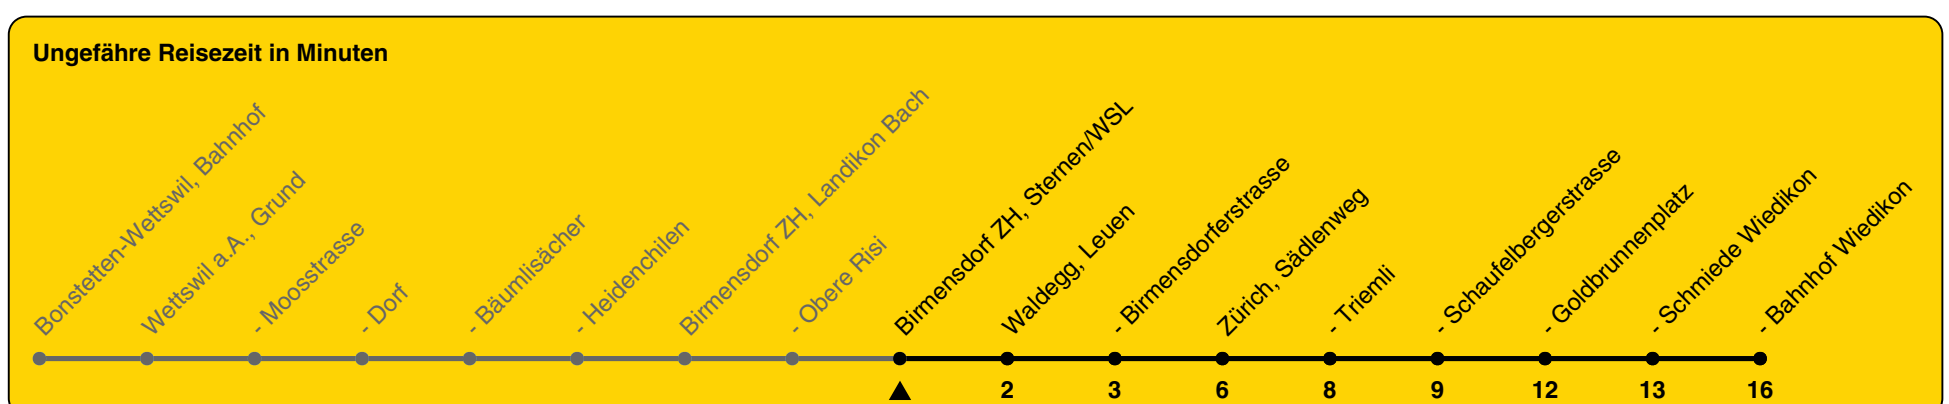 Ungefähre Reisezeit in Minuten
Bonstetten-Wettswil, Bahnhof
Wettswil a.A., Grund
- Moosstrasse
- Dorf
- Bäumlisächer
- Heidenchilen
Birmensdorf ZH, Landikon Bach
- Obere Risi
Birmensdorf ZH, Sternen/WSL
Waldegg, Leuen
- Birmensdorferstrasse
Zürich, Sädlenweg
- Triemli
- Schaufelbergerstrasse
- Goldbrunnenplatz
- Schmiede Wiedikon
- Bahnhof Wiedikon
2 3 6 8 9 12 13 16